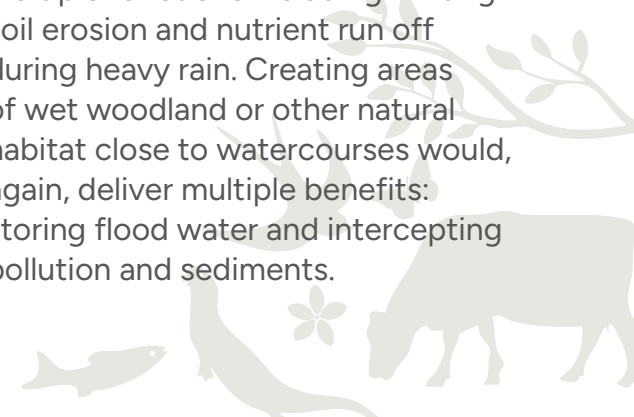 oil erosion and nutrient run off
during heavy rain. Creating areas
of wet woodland or other natural
habitat close to watercourses would,
again, deliver multiple benefits:
storing flood water and intercepting
pollution and sediments.